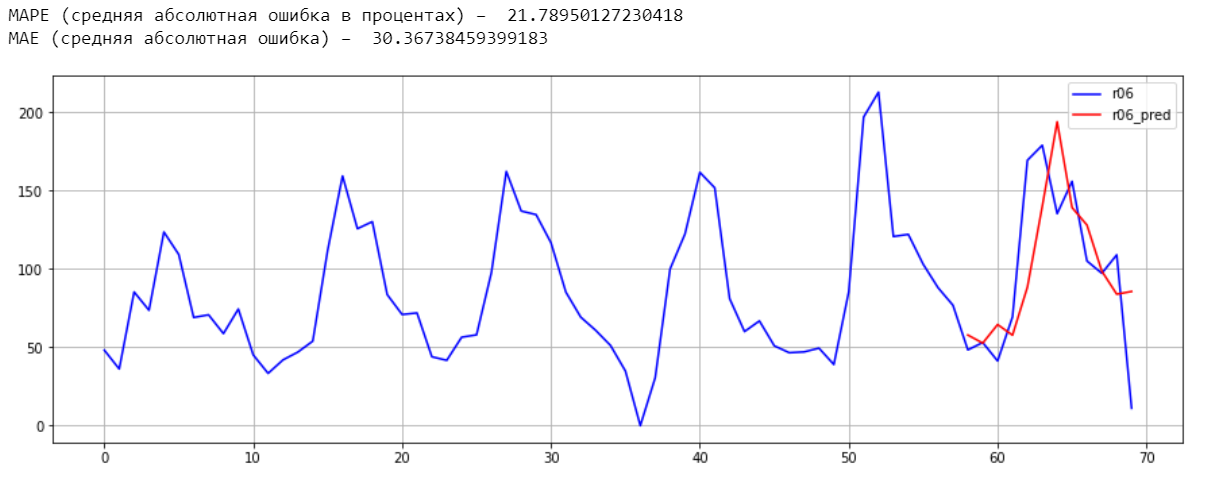 MAPE (средняя абсолютная ошибка в процентах) – 21.78950127230418
MAE (средняя абсолютная ошибка) – 30.36738459399183
r06
r06_pred
200
150
100
50
0
0 10 20 30 40 50 60 70